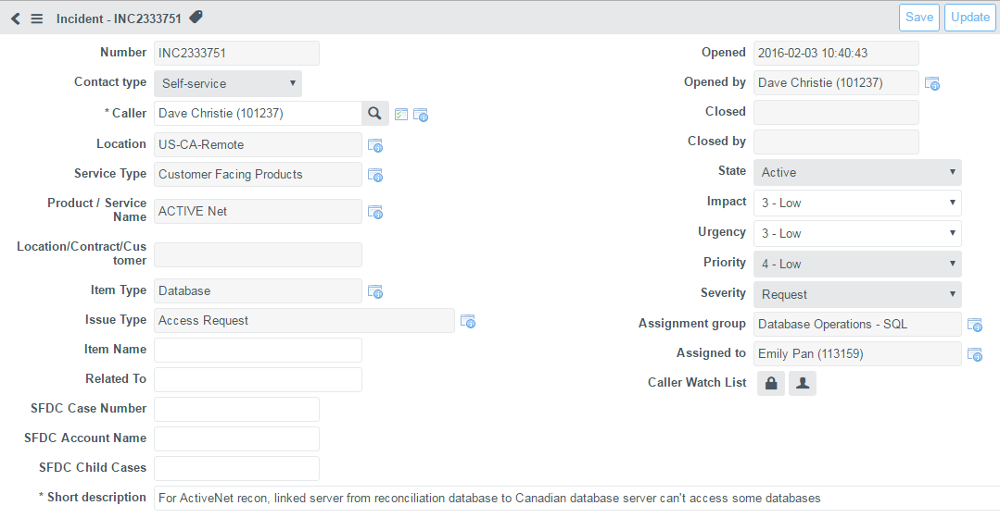 Incident - INC2333751
Save
Update
Number
INC2333751
Contact type
Self-service
* Caller
Dave Christie (101237)
Location
US-CA-Remote
Service Type
Customer Facing Products
Product / Service
Name
ACTIVE Net
Location/Contract/Cus
tomer
Item Type
Database
Issue Type
Access Request
Item Name
Related To
SFDC Case Number
SFDC Account Name
SFDC Child Cases
Opened
2016-02-03 10:40:43
Opened by
Dave Christie (101237)
Closed
Closed by
State
Active
Impact
3 - Low
Urgency
3 - Low
Priority
4 - Low
Severity
Request
Assignment group
Database Operations - SQL
Assigned to
Emily Pan (113159)
Caller Watch List
* Short description
For ActiveNet recon, linked server from reconciliation database to Canadian database server can't access some databases